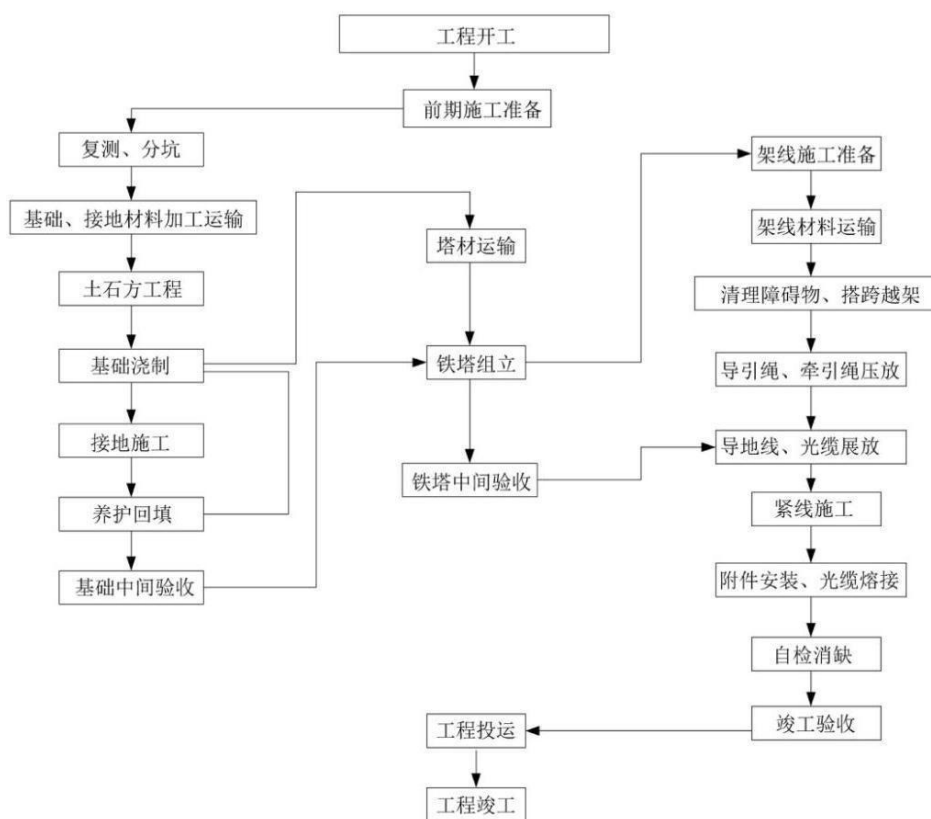 工程开工
前期施工准备
复测、分坑
基础、接地材料加工运输
土石方工程
基础浇制
接地施工
养护回填
基础中间验收
塔材运输
铁塔组立
铁塔中间验收
架线施工准备
架线材料运输
清理障碍物、搭跨越架
导引绳、牵引绳压放
导地线、光缆展放
紧线施工
附件安装、光缆熔接
自检消缺
竣工验收
工程投运
工程竣工